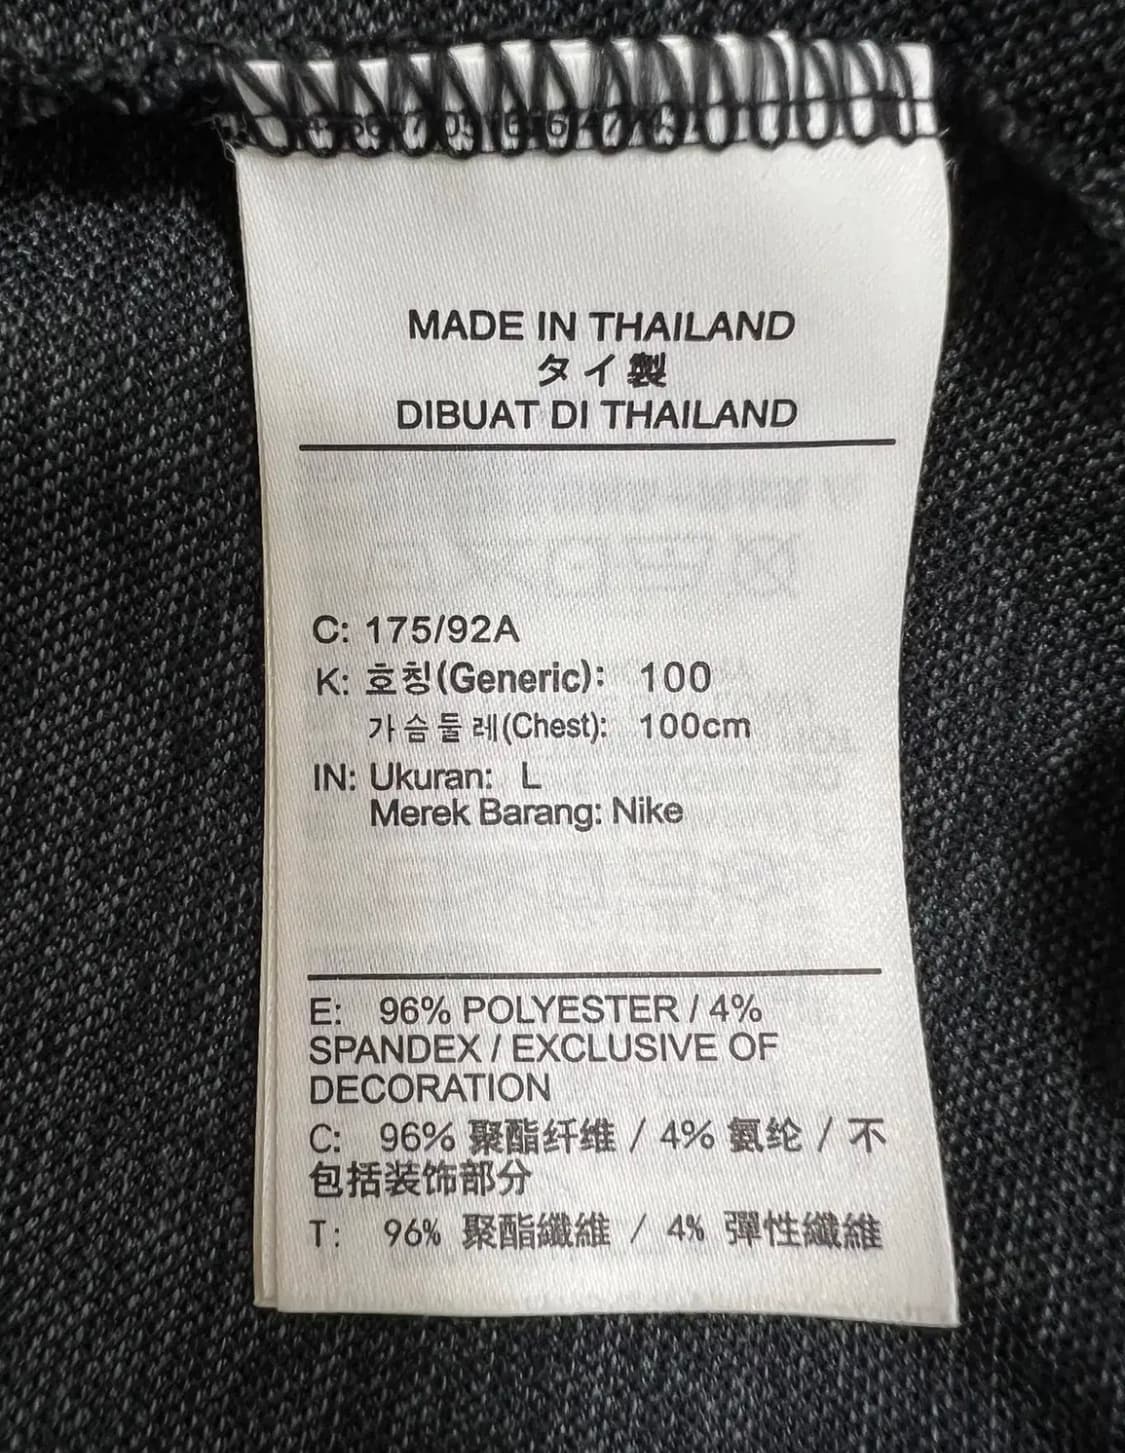 MADE IN THAILAND
タイ製
DIBUAT DI THAILAND
C: 175/92A
K: 호칭(Generic): 100
가슴둘레(Chest): 100cm
IN: Ukuran: L
Merek Barang: Nike
E: 96% POLYESTER / 4%
SPANDEX / EXCLUSIVE OF
DECORATION
C: 96% 聚酯纤维 / 4% 氨纶 / 不
包括装饰部分
T: 96% 聚酯纖維 / 4% 彈性纖維